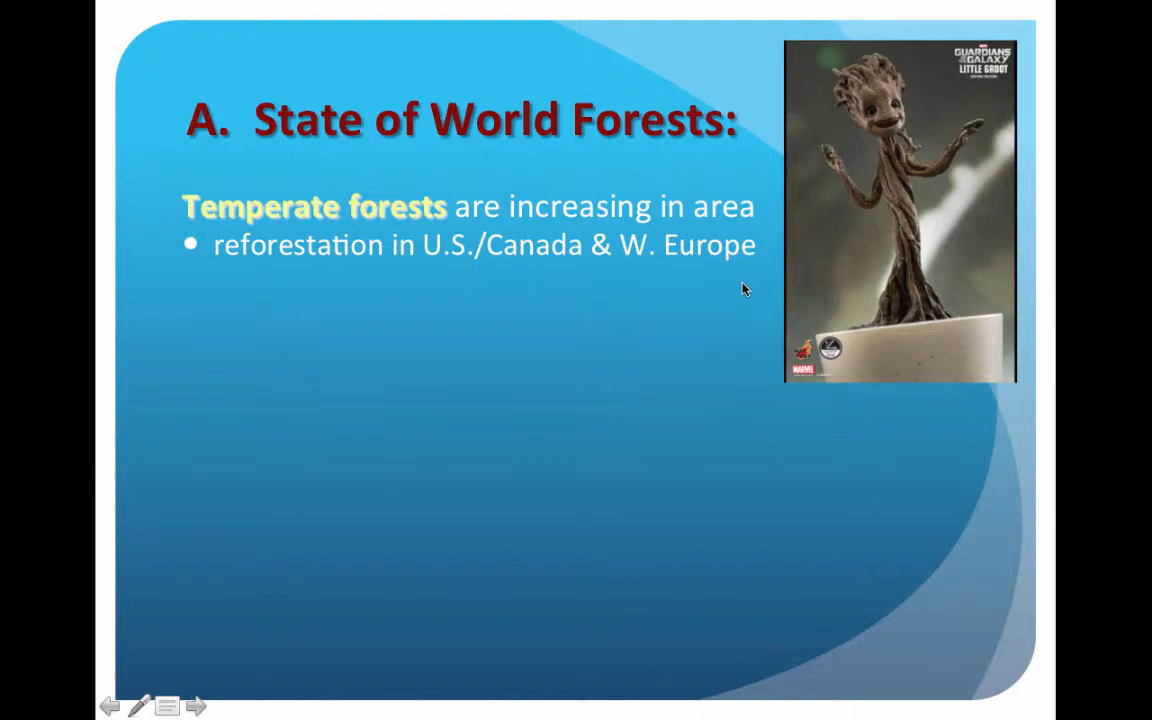 A. State of World Forests:
Temperate forests are increasing in area
• reforestation in U.S./Canada & W. Europe
GUARDIANS
OF THE GALAXY
LITTLE GROOT
MARVEL